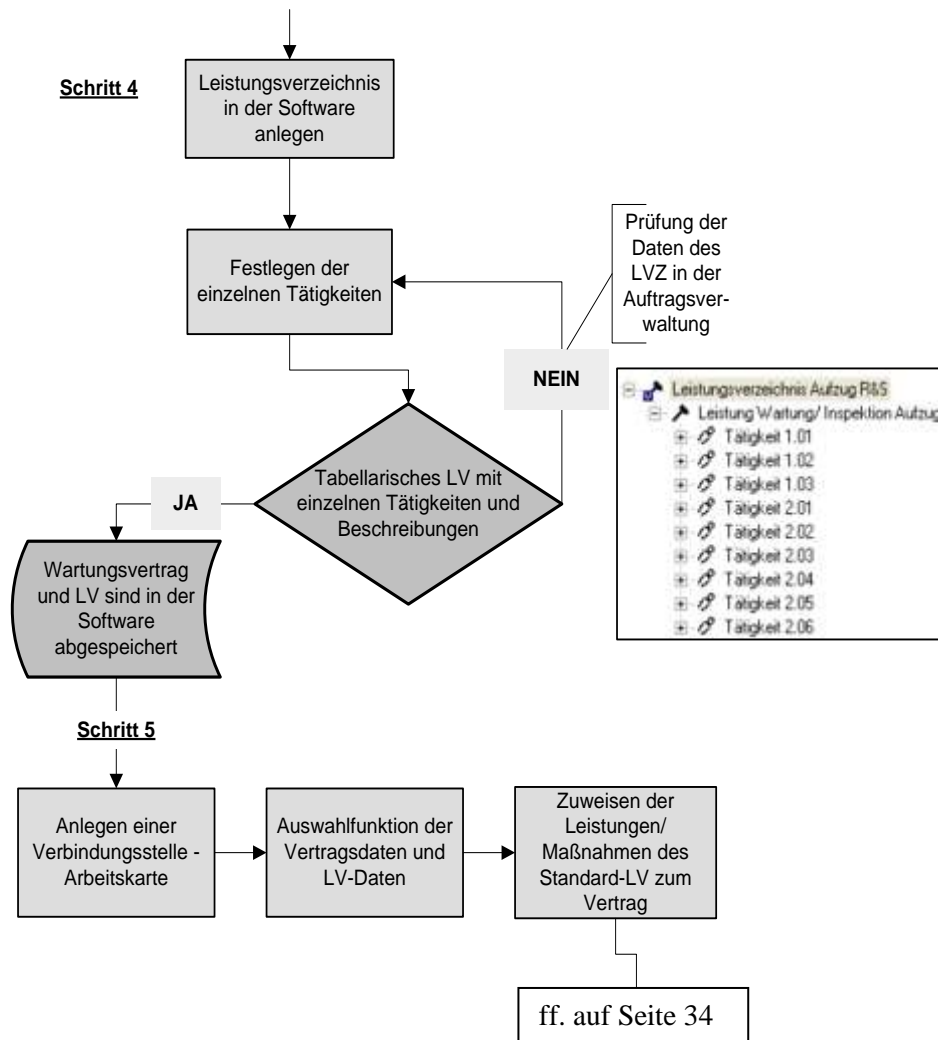 Schritt 4
Leistungsverzeichnis
in der Software
anlegen
Festlegen der
einzelnen Tätigkeiten
Prüfung der
Daten des
LVZ in der
Auftragsver-
waltung
NEIN
Leistungsverzeichnis Aufzug R&S
Leistung Wartung/ Inspektion Aufzug
Tätigkeit 1.01
Tätigkeit 1.02
Tätigkeit 1.03
Tätigkeit 2.01
Tätigkeit 2.02
Tätigkeit 2.03
Tätigkeit 2.04
Tätigkeit 2.05
Tätigkeit 2.06
Tabellarisches LV mit
einzelnen Tätigkeiten und
Beschreibungen
JA
Wartungsvertrag
und LV sind in der
Software
abgespeichert
Schritt 5
Anlegen einer
Verbindungsstelle -
Arbeitskarte
Auswahlfunktion der
Vertragsdaten und
LV-Daten
Zuweisen der
Leistungen/
Maßnahmen des
Standard-LV zum
Vertrag
ff. auf Seite 34